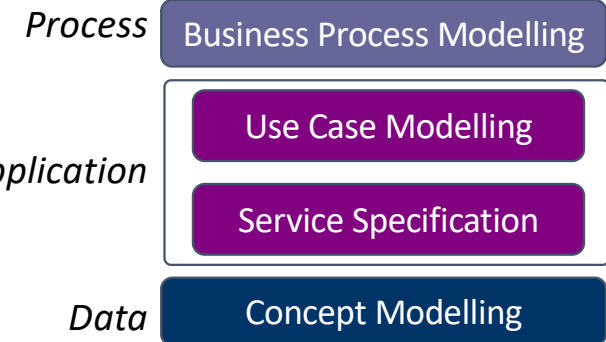 Process
Business Process Modelling
Use Case Modelling
pplication
Service Specification
Data
Concept Modelling